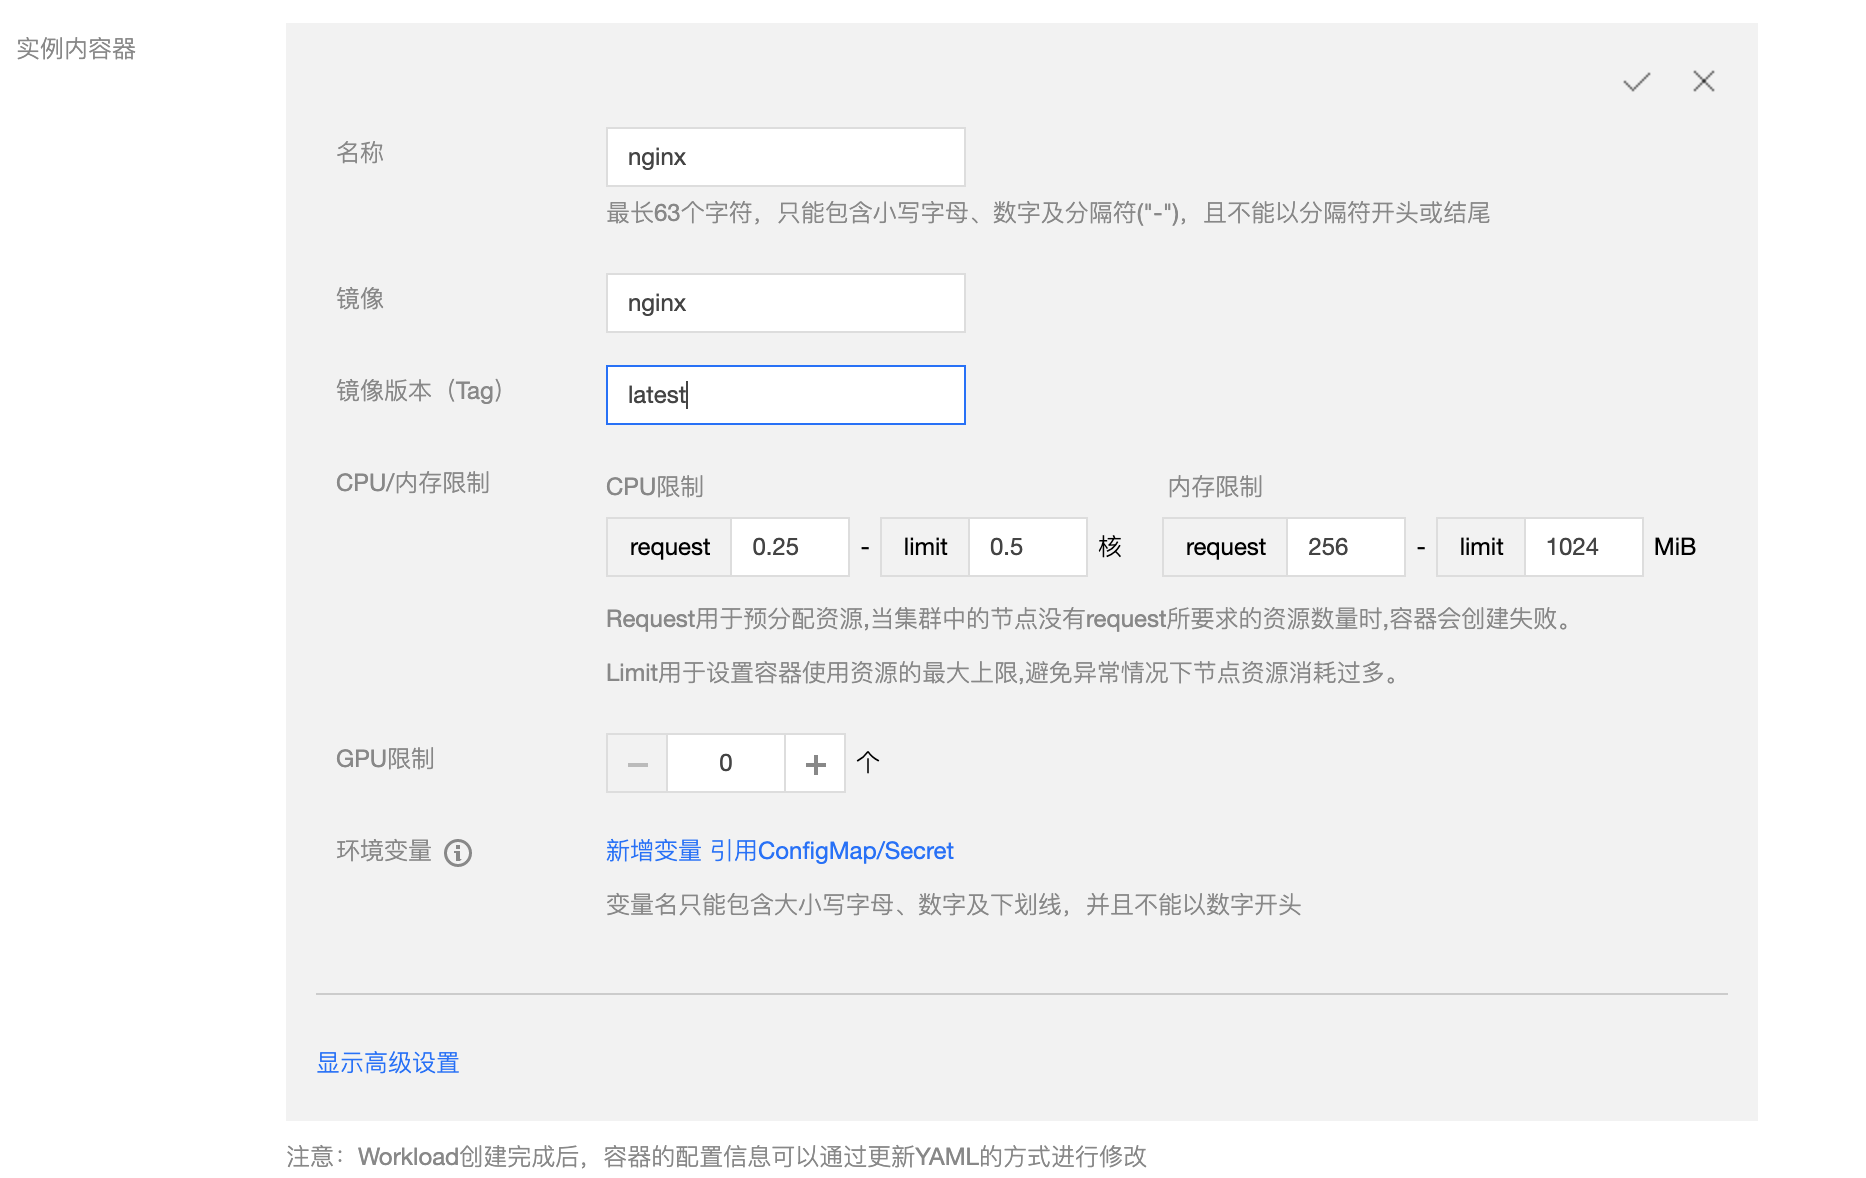 实例内容器
名称
nginx
最长63个字符，只能包含小写字母、数字及分隔符("-")，且不能以分隔符开头或结尾
镜像
nginx
镜像版本（Tag）
latest
CPU/内存限制
CPU限制
内存限制
request 0.25 - limit 0.5 核 request 256 - limit 1024 MiB
Request用于预分配资源,当集群中的节点没有request所要求的资源数量时,容器会创建失败。
Limit用于设置容器使用资源的最大上限,避免异常情况下节点资源消耗过多。
GPU限制
0 个
环境变量
新增变量 引用ConfigMap/Secret
变量名只能包含大小写字母、数字及下划线，并且不能以数字开头
显示高级设置
注意：Workload创建完成后，容器的配置信息可以通过更新YAML的方式进行修改